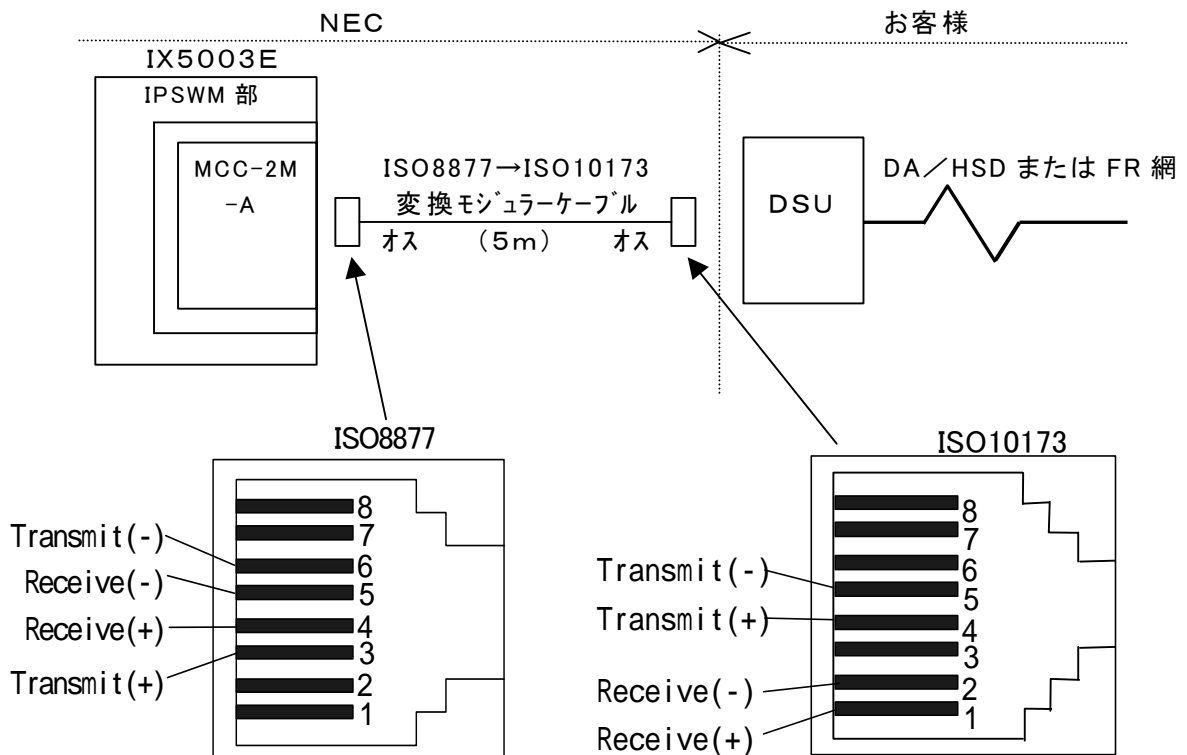 NEC
お客様
IX5003E
IPSWM 部
MCC-2M
-A
ISO8877→ISO10173
変換モジュラーケーブル
オス (5m) オス
DSU
DA/HSD または FR 網
ISO8877
8
7
6
5
4
3
2
1
Transmit(-)
Receive(-)
Receive(+)
Transmit(+)
ISO10173
8
7
6
5
4
3
2
1
Transmit(-)
Transmit(+)
Receive(-)
Receive(+)